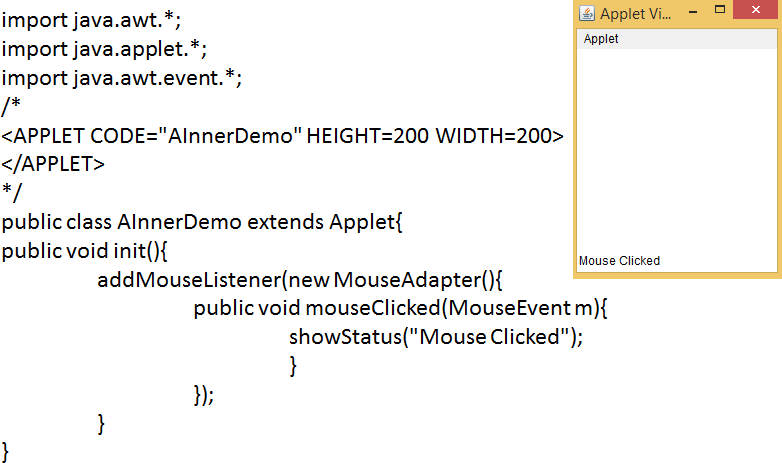 import java.awt.*;
import java.applet.*;
import java.awt.event.*;
/*
<APPLET CODE="AInnerDemo" HEIGHT=200 WIDTH=200>
</APPLET>
*/
public class AInnerDemo extends Applet{
public void init(){
addMouseListener(new MouseAdapter(){
public void mouseClicked(MouseEvent m){
showStatus("Mouse Clicked");
}
});
}
}
Applet Vi...
Applet
Mouse Clicked